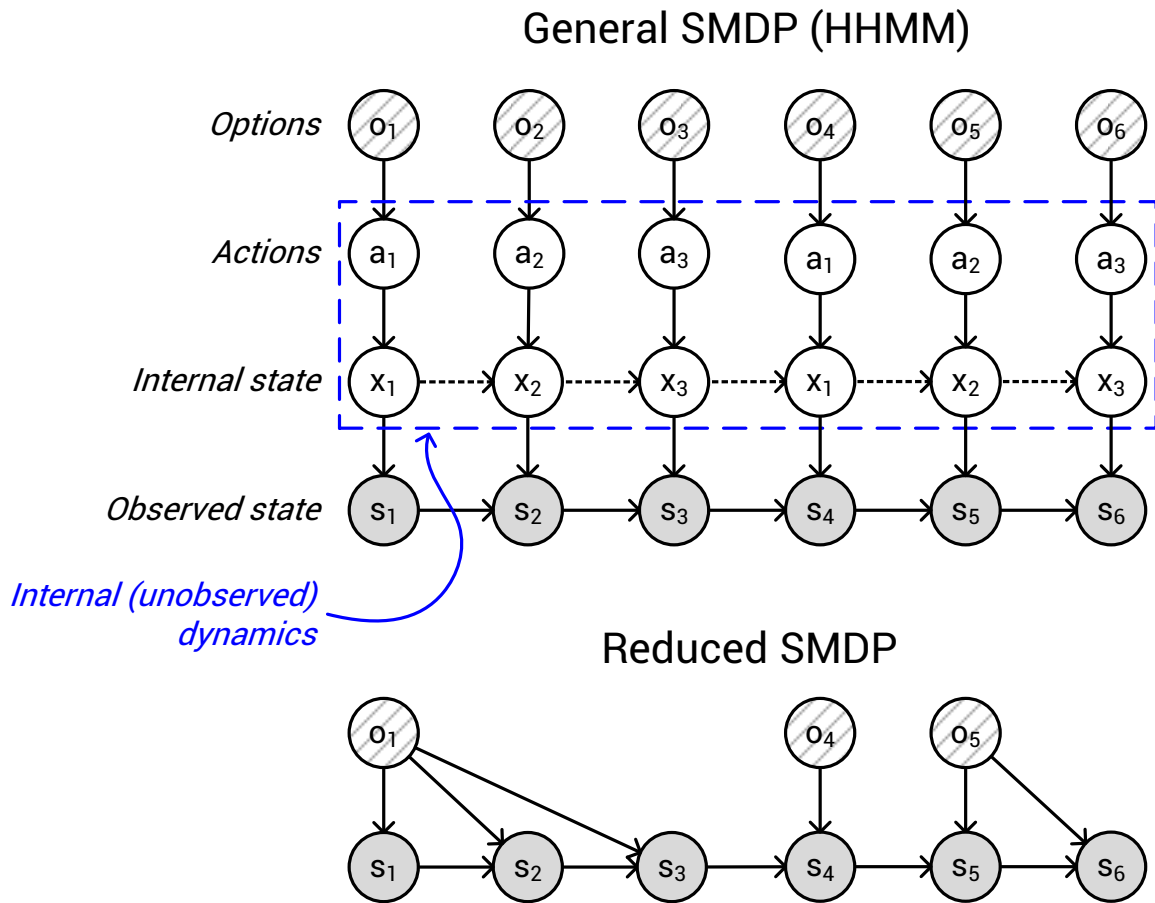 General SMDP (HHMM)
Options o₁ o₂ o₃ o₄ o₅ o₆
Actions a₁ a₂ a₃ a₁ a₂ a₃
Internal state x₁ x₂ x₃ x₁ x₂ x₃
Observed state s₁ s₂ s₃ s₄ s₅ s₆
Internal (unobserved)
dynamics
Reduced SMDP
o₁ o₄ o₅
s₁ s₂ s₃ s₄ s₅ s₆